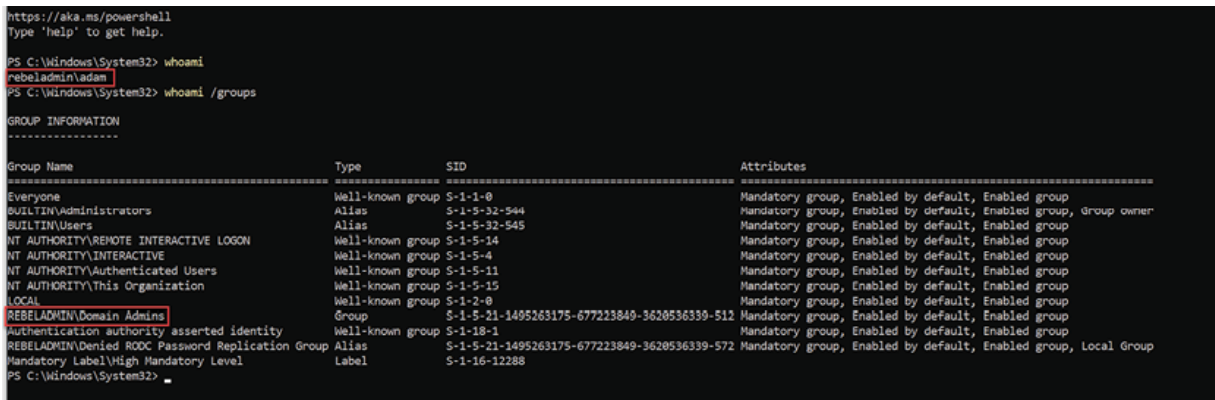 https://aka.ms/powershell
Type 'help' to get help.
PS C:\Windows\System32> whoami
rebeladmin\adam
PS C:\Windows\System32> whoami /groups
GROUP INFORMATION
-----------------
Group Name Type SID Attributes
================================================ ================ ============================================ ===============================================================
Everyone Well-known group S-1-1-0 Mandatory group, Enabled by default, Enabled group
BUILTIN\Administrators Alias S-1-5-32-544 Mandatory group, Enabled by default, Enabled group, Group owner
BUILTIN\Users Alias S-1-5-32-545 Mandatory group, Enabled by default, Enabled group
NT AUTHORITY\REMOTE INTERACTIVE LOGON Well-known group S-1-5-14 Mandatory group, Enabled by default, Enabled group
NT AUTHORITY\INTERACTIVE Well-known group S-1-5-4 Mandatory group, Enabled by default, Enabled group
NT AUTHORITY\Authenticated Users Well-known group S-1-5-11 Mandatory group, Enabled by default, Enabled group
NT AUTHORITY\This Organization Well-known group S-1-5-15 Mandatory group, Enabled by default, Enabled group
LOCAL Well-known group S-1-2-0 Mandatory group, Enabled by default, Enabled group
REBELADMIN\Domain Admins Group S-1-5-21-1495263175-677223849-3620536339-512 Mandatory group, Enabled by default, Enabled group
Authentication authority asserted identity Well-known group S-1-18-1 Mandatory group, Enabled by default, Enabled group
REBELADMIN\Denied RODC Password Replication Group Alias S-1-5-21-1495263175-677223849-3620536339-572 Mandatory group, Enabled by default, Enabled group, Local Group
Mandatory Label\High Mandatory Level Label S-1-16-12288
PS C:\Windows\System32> _